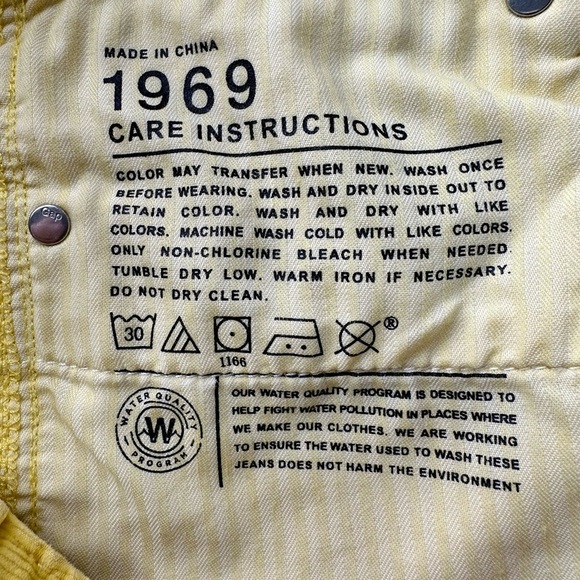 MADE IN CHINA
1969
CARE INSTRUCTIONS
COLOR MAY TRANSFER WHEN NEW. WASH ONCE
BEFORE WEARING. WASH AND DRY INSIDE OUT TO
RETAIN COLOR. WASH AND DRY WITH LIKE
COLORS. MACHINE WASH COLD WITH LIKE COLORS.
ONLY NON-CHLORINE BLEACH WHEN NEEDED.
TUMBLE DRY LOW. WARM IRON IF NECESSARY.
DO NOT DRY CLEAN.
Gap
30
®
1166
WATER QUALITY
W
PROGRAM
OUR WATER QUALITY PROGRAM IS DESIGNED TO
HELP FIGHT WATER POLLUTION IN PLACES WHERE
WE MAKE OUR CLOTHES. WE ARE WORKING
TO ENSURE THE WATER USED TO WASH THESE
JEANS DOES NOT HARM THE ENVIRONMENT